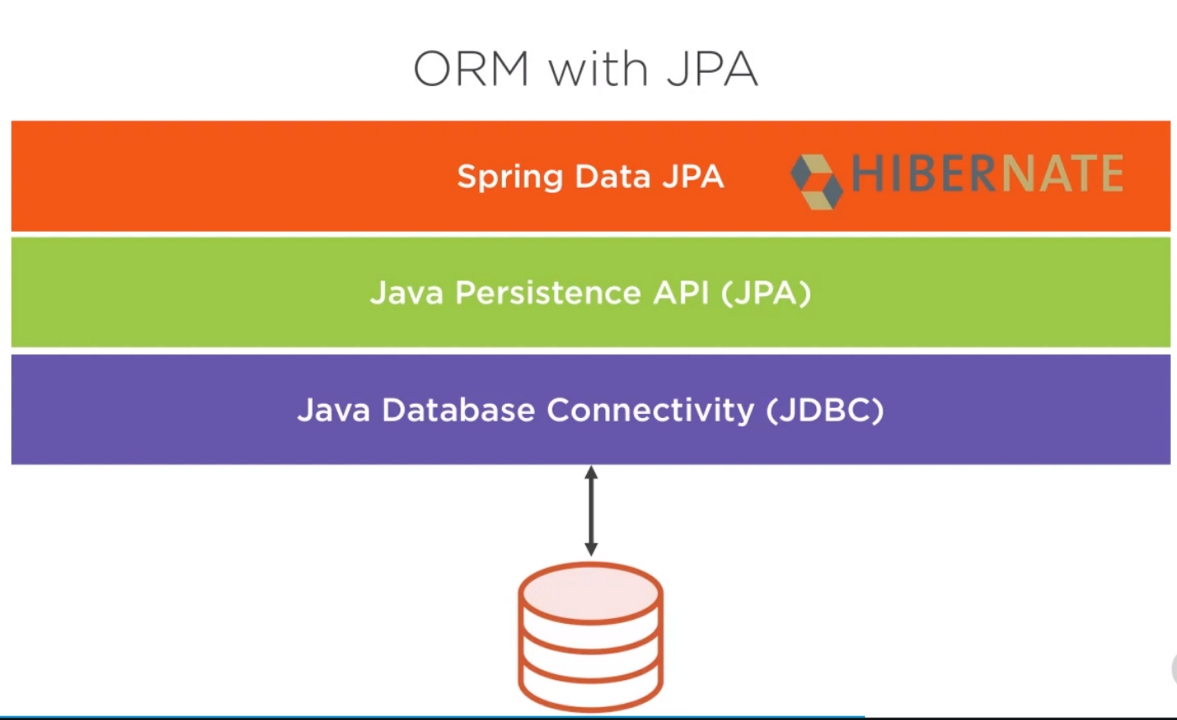 ORM with JPA
Spring Data JPA
HIBERNATE
Java Persistence API (JPA)
Java Database Connectivity (JDBC)